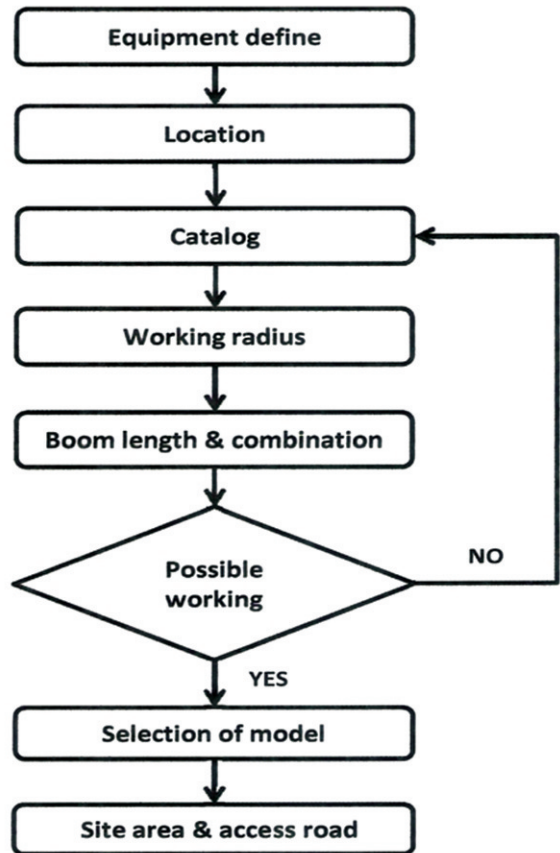 Equipment define
Location
Catalog
Working radius
Boom length & combination
Possible
working
NO
YES
Selection of model
Site area & access road